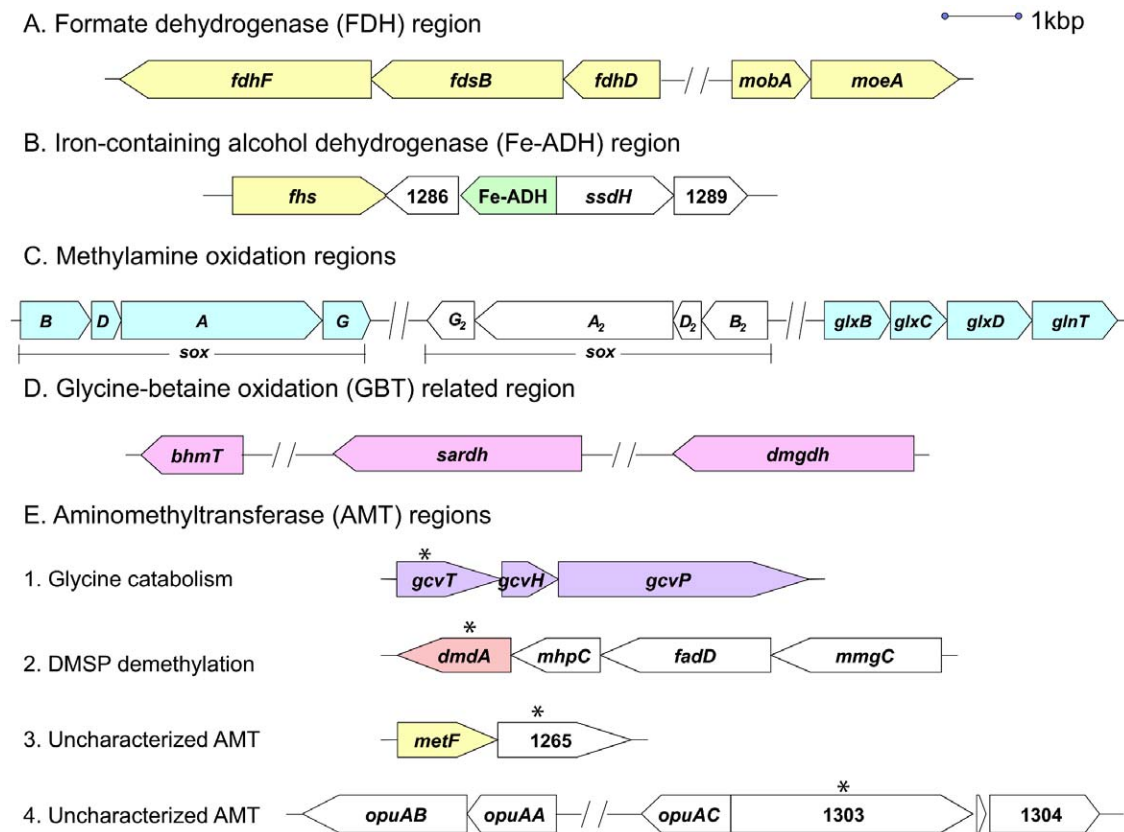 A. Formate dehydrogenase (FDH) region
1kbp
fdhF fdsB fdhD mobA moeA
B. Iron-containing alcohol dehydrogenase (Fe-ADH) region
fhs 1286 Fe-ADH ssdH 1289
C. Methylamine oxidation regions
B D A G G₂ A₂ D₂ B₂ glxB glxC glxD glnT
sox sox
D. Glycine-betaine oxidation (GBT) related region
bhmT sardh dmgdh
E. Aminomethyltransferase (AMT) regions
*
1. Glycine catabolism gcvT gcvH gcvP
*
2. DMSP demethylation dmdA mhpC fadD mmgC
*
3. Uncharacterized AMT metF 1265
*
4. Uncharacterized AMT opuAB opuAA opuAC 1303 1304